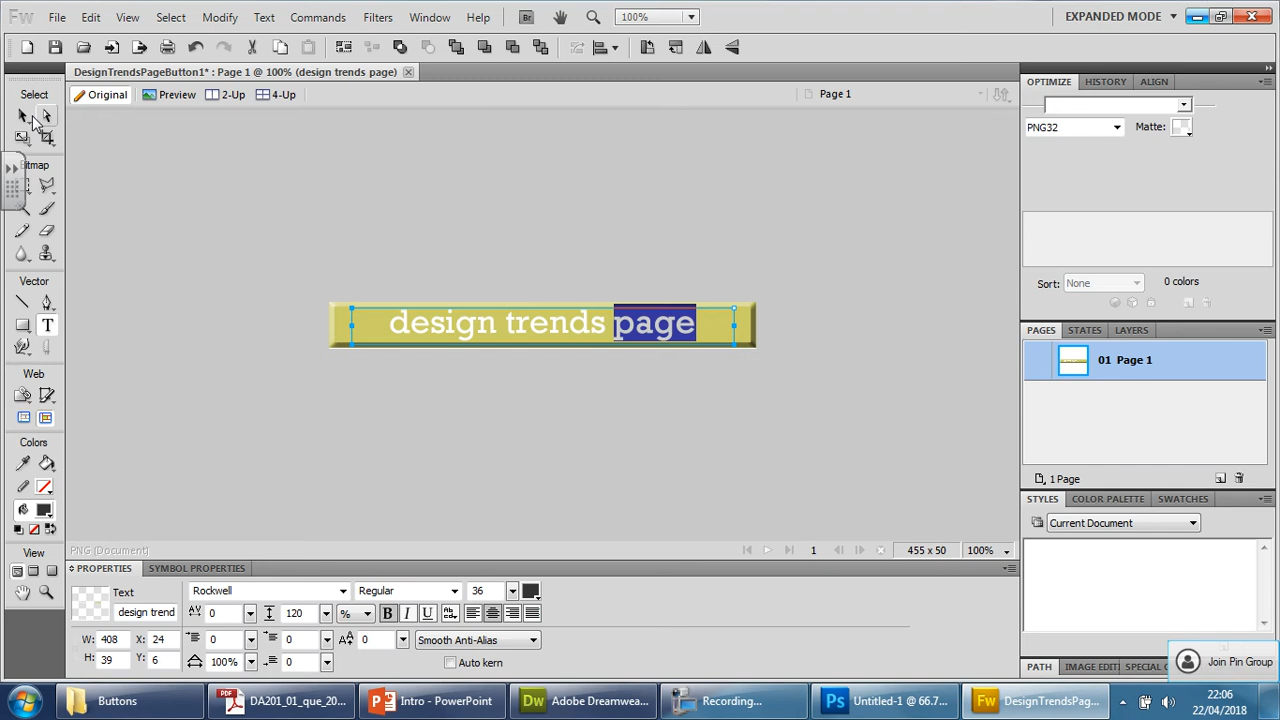 Fw File Edit View Select Modify Text Commands Filters Window Help Br 100% EXPANDED MODE
DesignTrendsPageButton1* : Page 1 @ 100% (design trends page)
Original Preview 2-Up 4-Up Page 1
Select
Bitmap
Vector
Web
Colors
View
design trends page
PNG (Document) 1 455 x 50 100%
PROPERTIES SYMBOL PROPERTIES
Text Rockwell Regular 36
design trend 0 120 % B I U
W: 408 X: 24 0 0 0 Smooth Anti-Alias
H: 39 Y: 6 100% 0 Auto kern
OPTIMIZE HISTORY ALIGN
PNG32 Matte:
Sort: None 0 colors
PAGES STATES LAYERS
01 Page 1
1 Page
STYLES COLOR PALETTE SWATCHES
Current Document
Join Pin Group
PATH IMAGE EDITI SPECIAL C
Buttons DA201_01_que_20... Intro - PowerPoint Adobe Dreamwea... Recording... Untitled-1 @ 66.7... DesignTrendsPag...
22:06
22/04/2018